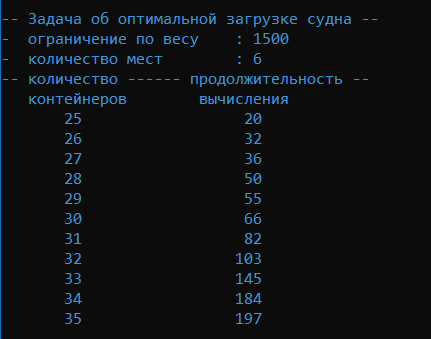 -- Задача об оптимальной загрузке судна --
-  ограничение по весу    : 1500
-  количество мест        : 6
-- количество ------ продолжительность --
   контейнеров        вычисления
       25                  20
       26                  32
       27                  36
       28                  50
       29                  55
       30                  66
       31                  82
       32                 103
       33                 145
       34                 184
       35                 197